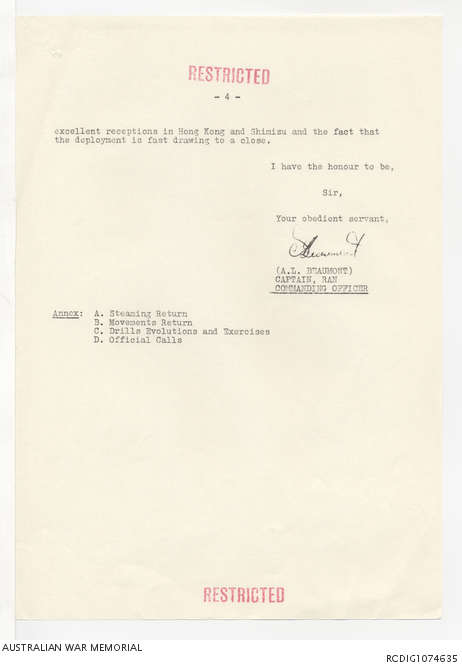 RESTRICTED
- 4 -
excellent receptions in Hong Kong and Shimizu and the fact that
the deployment is fast drawing to a close.
I have the honour to be,
Sir,
Your obedient servant,
(A.L. BEAUMONT)
CAPTAIN, RAN
COMMANDING OFFICER
Annex: A. Steaming Return
B. Movements Return
C. Drills Evolutions and Exercises
D. Official Calls
RESTRICTED
AUSTRALIAN WAR MEMORIAL
RCDIG1074635